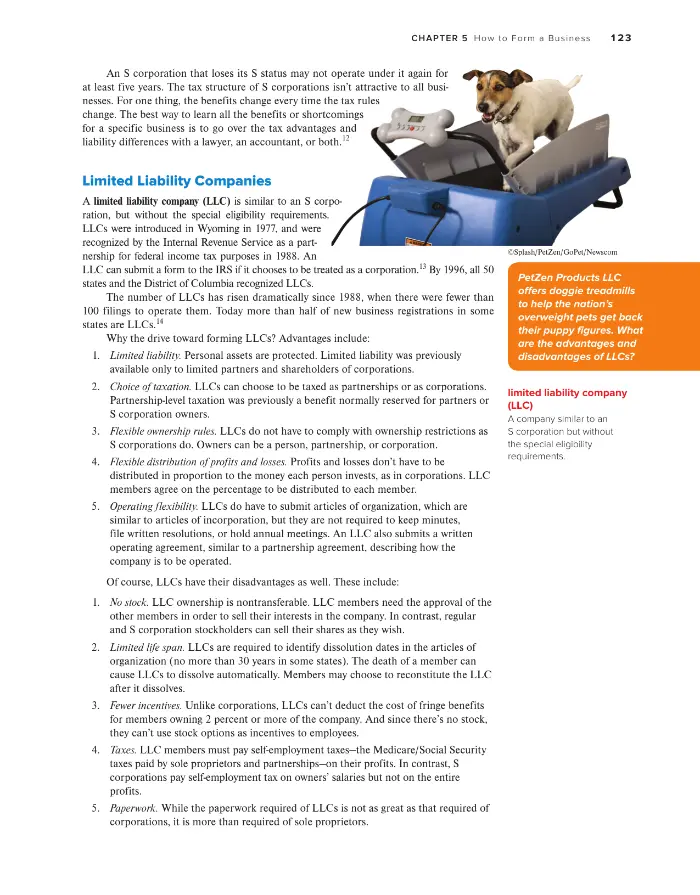 CHAPTER 5 How to Form a Business 123
An S corporation that loses its S status may not operate under it again for
at least five years. The tax structure of S corporations isn't attractive to all busi-
nesses. For one thing, the benefits change every time the tax rules
change. The best way to learn all the benefits or shortcomings
for a specific business is to go over the tax advantages and
liability differences with a lawyer, an accountant, or both.12
Limited Liability Companies
A limited liability company (LLC) is similar to an S corpo-
ration, but without the special eligibility requirements.
LLCs were introduced in Wyoming in 1977, and were
recognized by the Internal Revenue Service as a part-
nership for federal income tax purposes in 1988. An
LLC can submit a form to the IRS if it chooses to be treated as a corporation.13 By 1996, all 50
states and the District of Columbia recognized LLCs.
The number of LLCs has risen dramatically since 1988, when there were fewer than
100 filings to operate them. Today more than half of new business registrations in some
states are LLCs.14
Why the drive toward forming LLCs? Advantages include:
1. Limited liability. Personal assets are protected. Limited liability was previously
available only to limited partners and shareholders of corporations.
2. Choice of taxation. LLCs can choose to be taxed as partnerships or as corporations.
Partnership-level taxation was previously a benefit normally reserved for partners or
S corporation owners.
3. Flexible ownership rules. LLCs do not have to comply with ownership restrictions as
S corporations do. Owners can be a person, partnership, or corporation.
4. Flexible distribution of profits and losses. Profits and losses don't have to be
distributed in proportion to the money each person invests, as in corporations. LLC
members agree on the percentage to be distributed to each member.
5. Operating flexibility. LLCs do have to submit articles of organization, which are
similar to articles of incorporation, but they are not required to keep minutes,
file written resolutions, or hold annual meetings. An LLC also submits a written
operating agreement, similar to a partnership agreement, describing how the
company is to be operated.
Of course, LLCs have their disadvantages as well. These include:
1. No stock. LLC ownership is nontransferable. LLC members need the approval of the
other members in order to sell their interests in the company. In contrast, regular
and S corporation stockholders can sell their shares as they wish.
2. Limited life span. LLCs are required to identify dissolution dates in the articles of
organization (no more than 30 years in some states). The death of a member can
cause LLCs to dissolve automatically. Members may choose to reconstitute the LLC
after it dissolves.
3. Fewer incentives. Unlike corporations, LLCs can't deduct the cost of fringe benefits
for members owning 2 percent or more of the company. And since there's no stock,
they can't use stock options as incentives to employees.
4. Taxes. LLC members must pay self-employment taxes—the Medicare/Social Security
taxes paid by sole proprietors and partnerships—on their profits. In contrast, S
corporations pay self-employment tax on owners' salaries but not on the entire
profits.
5. Paperwork. While the paperwork required of LLCs is not as great as that required of
corporations, it is more than required of sole proprietors.
©Splash/PetZen/GoPet/Newscom
PetZen Products LLC
offers doggie treadmills
to help the nation's
overweight pets get back
their puppy figures. What
are the advantages and
disadvantages of LLCs?
limited liability company
(LLC)
A company similar to an
S corporation but without
the special eligibility
requirements.